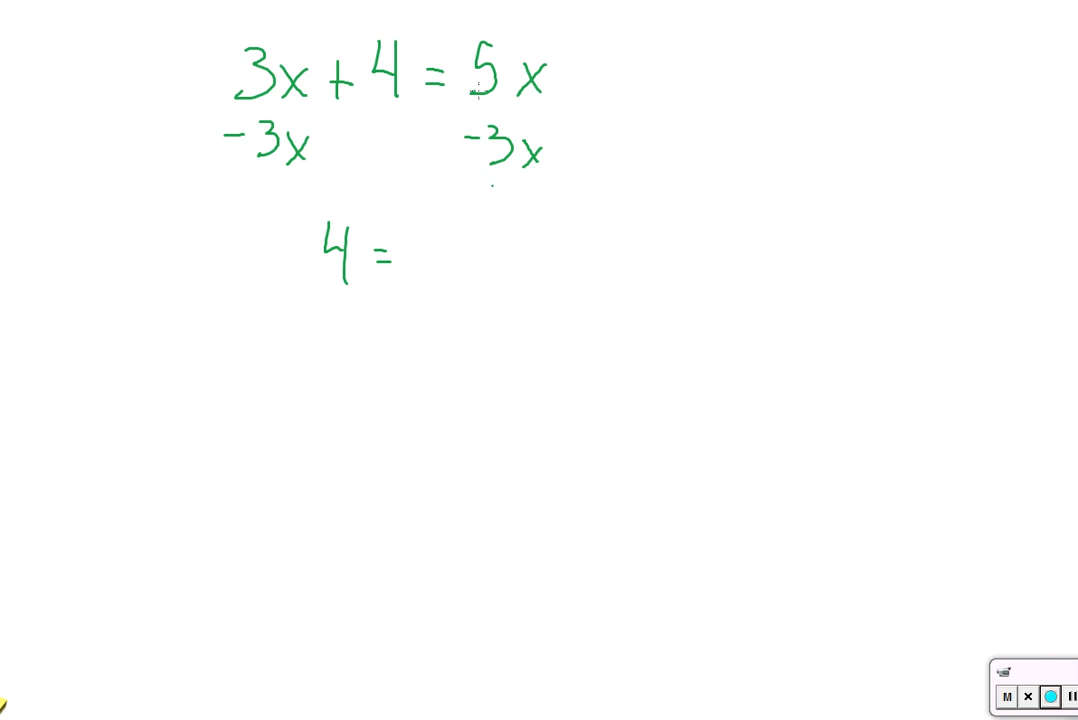 3x + 4 = 5x
-3x -3x
4 =
M